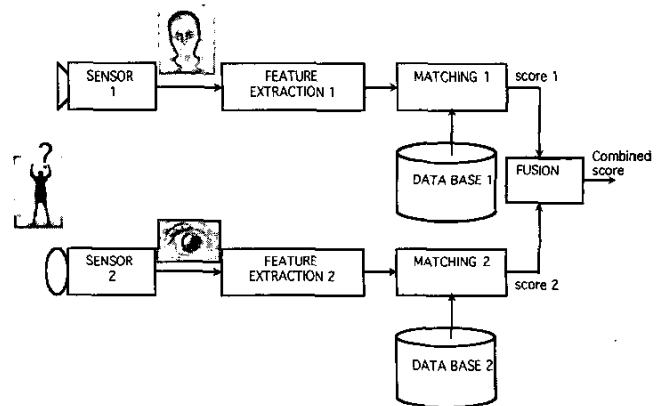 SENSOR
1
FEATURE
EXTRACTION 1
MATCHING 1
score 1
DATA BASE 1
?
FUSION
Combined
score
SENSOR
2
FEATURE
EXTRACTION 2
MATCHING 2
score 2
DATA BASE 2